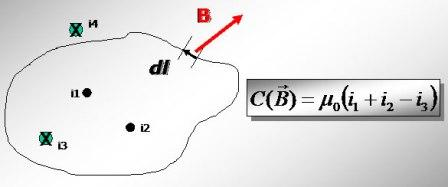 i4
B
dl
i1
i2
i3
C(B⃗) = μ₀(i₁ + i₂ − i₃)